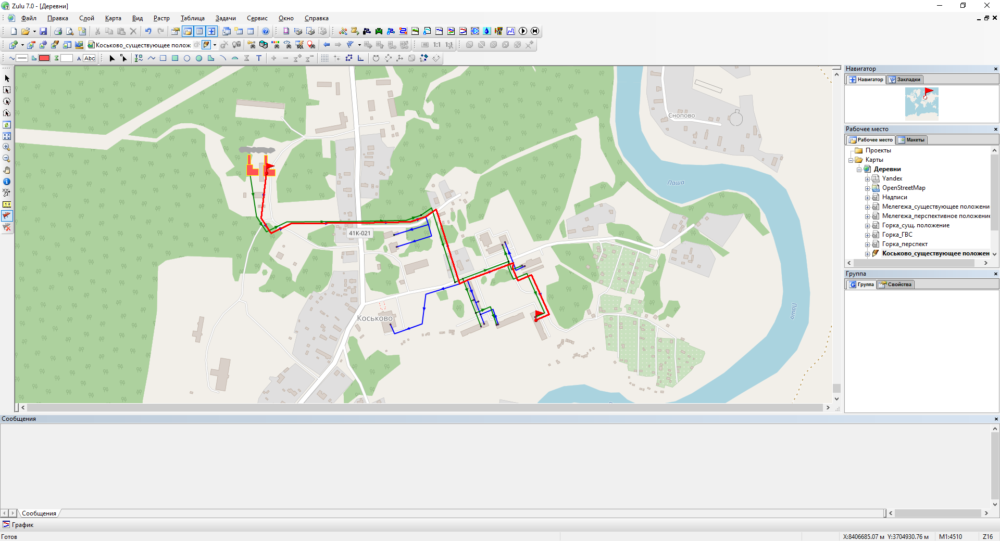 Zulu 7.0 - [Деревни]
Файл Правка Слой Карта Вид Растр Таблица Задачи Сервис Окно Справка
Коськово_существующее полож
SQL
1:1
Abc
Навигатор
Навигатор Закладки
Снопово
Рабочее место
Рабочее место Макеты
Проекты
Карты
Деревни
Yandex
OpenStreetMap
Надписи
Мелегежа_существующее положени
Мелегежа_перспективное положение
Горка_сущ. положение
Горка_ГВС
Горка_перспект
Коськово_существующее положен
Паша
41К-021
Группа
Группа Свойства
Паша
Коськово
Сообщения
Сообщения
График
Готов
X:8406685.07 м Y:3704930.76 м M1:4510 Z16